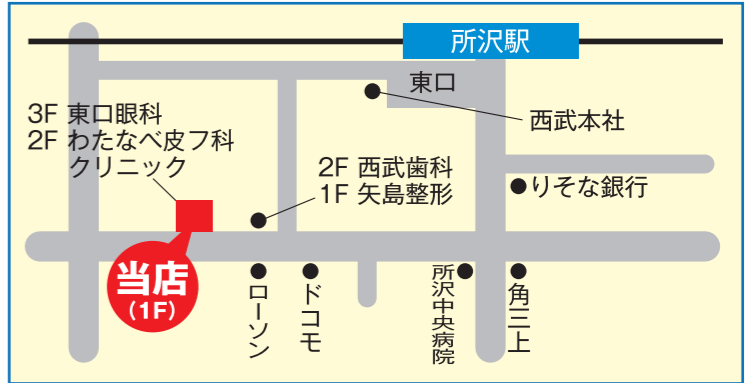 所沢駅
東口
西武本社
3F 東口眼科
2F わたなべ皮フ科
クリニック
2F 西武歯科
1F 矢島整形
りそな銀行
当店
(1F)
ローソン
ドコモ
所沢中央病院
角三上